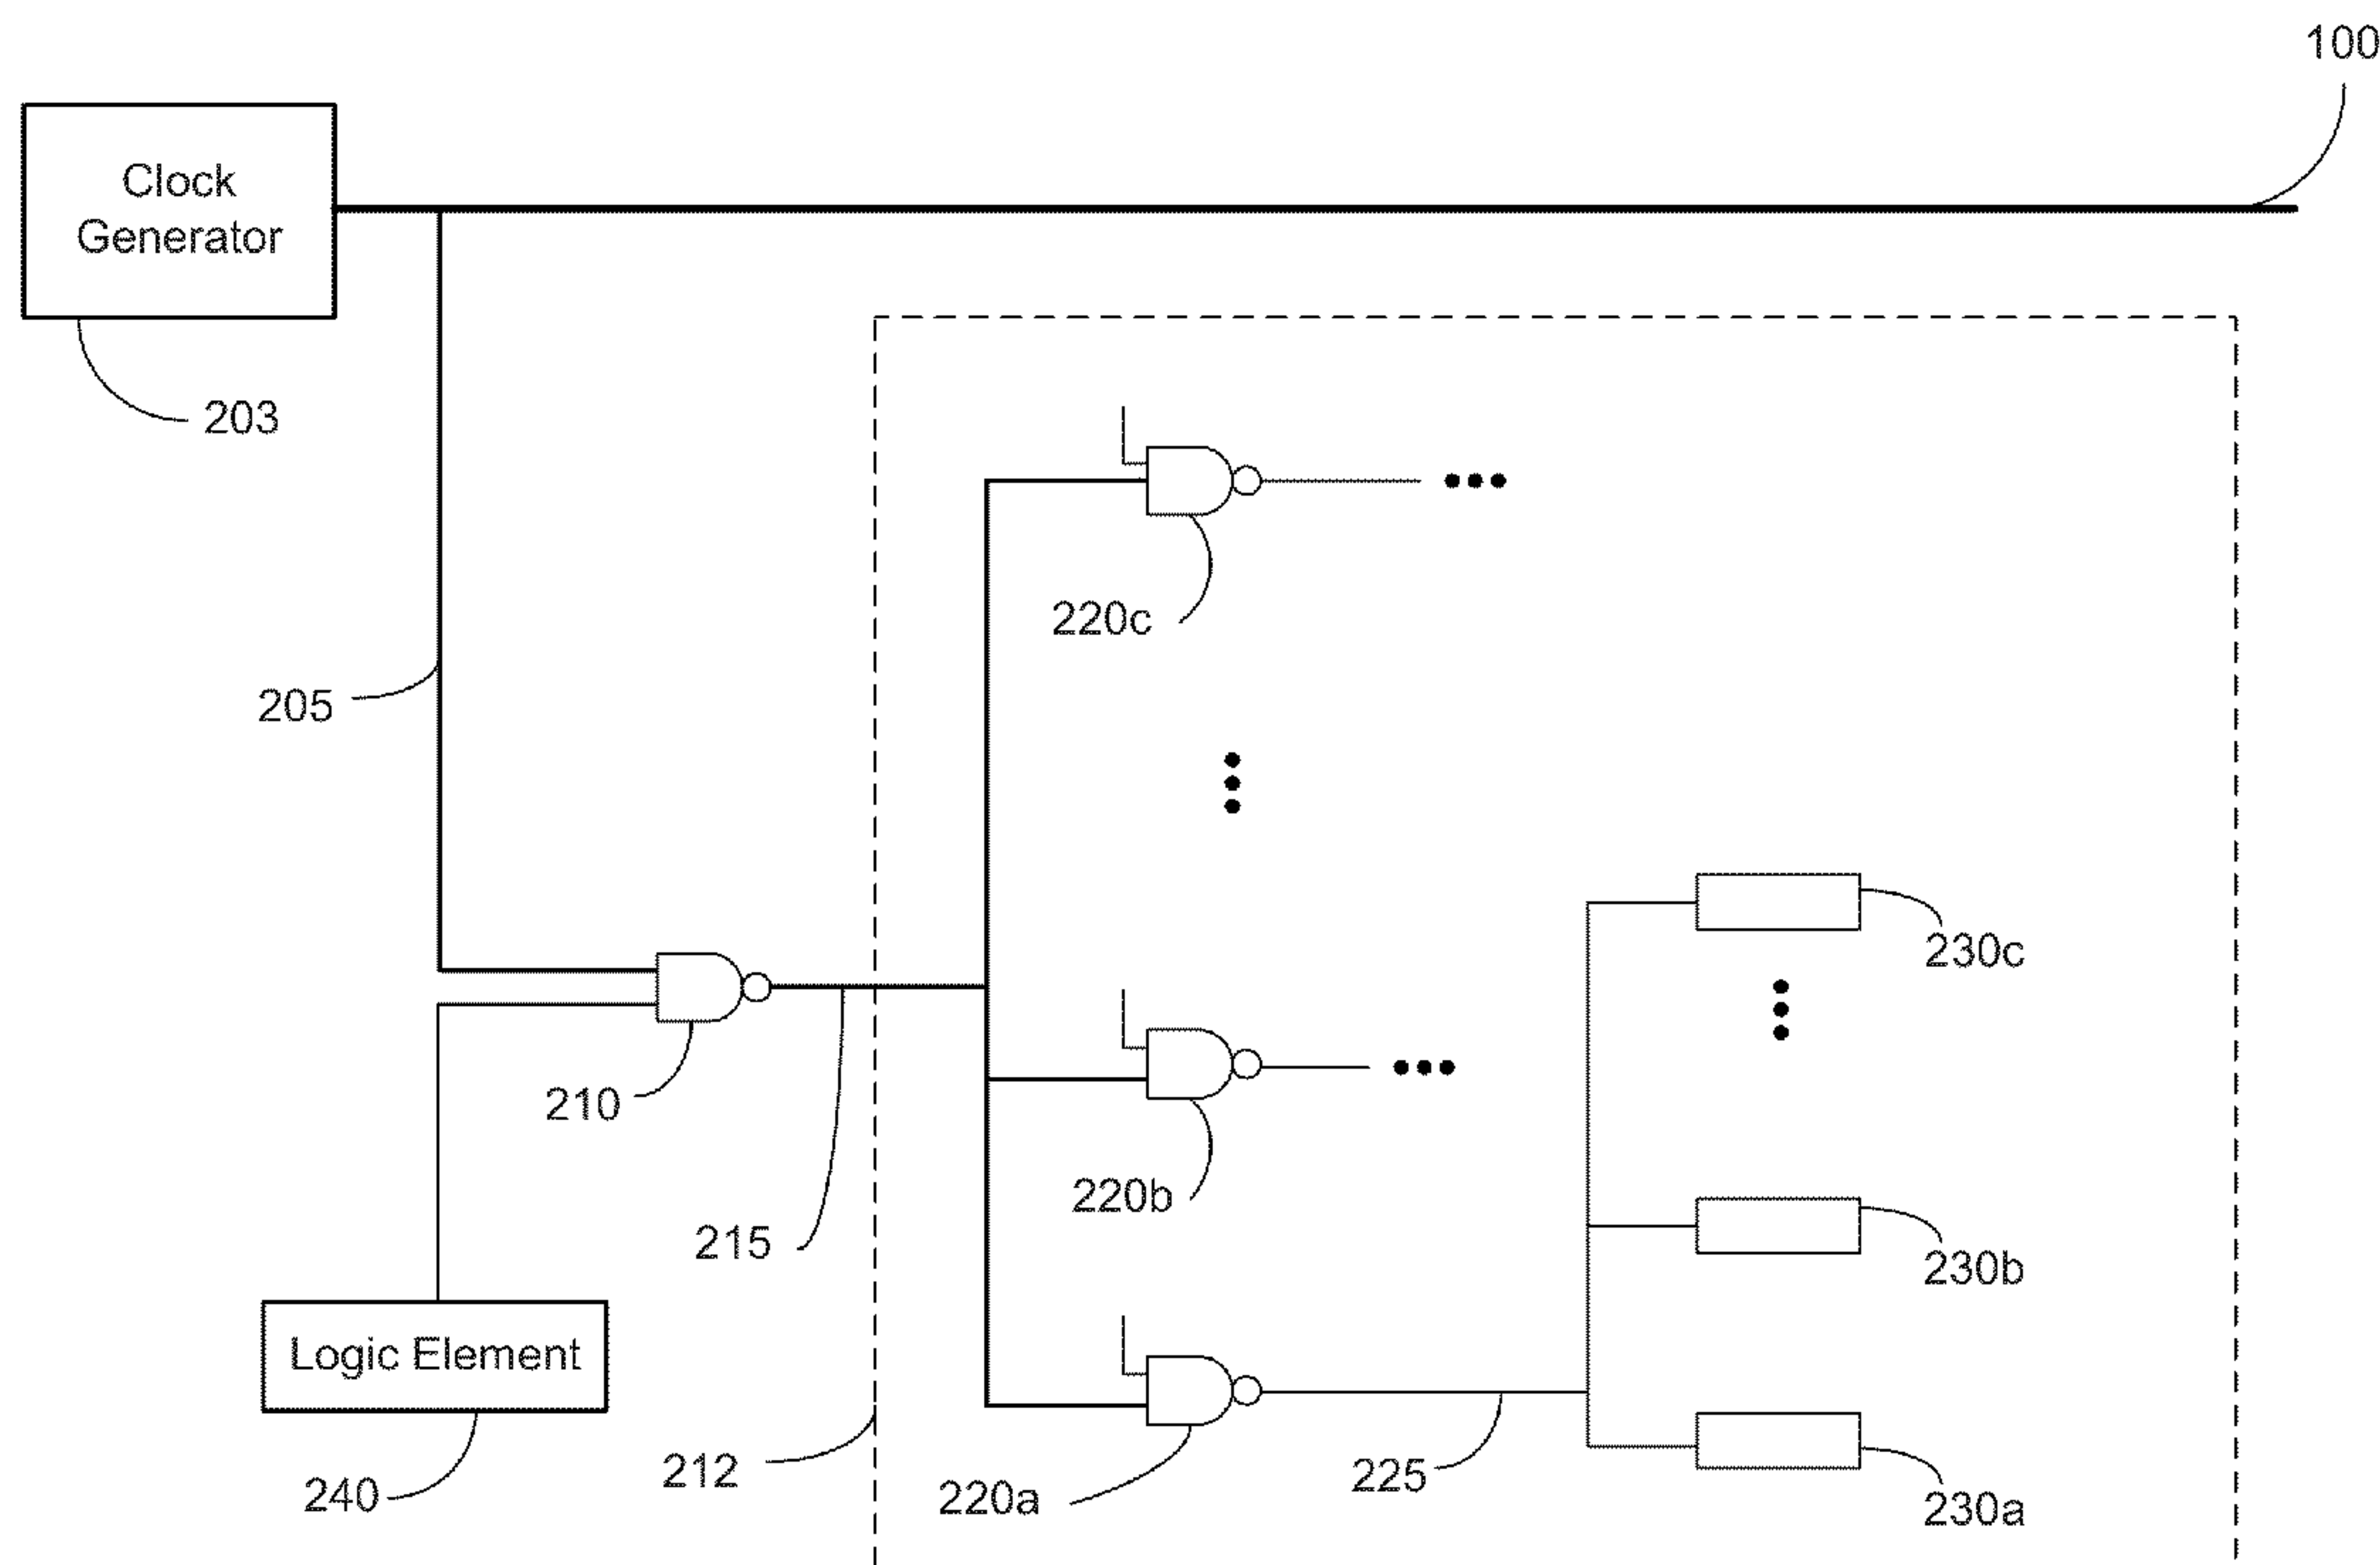 100
Clock
Generator
203
220c
205
230c
210
220b
215
230b
Logic Element
212
225
240
220a
230a